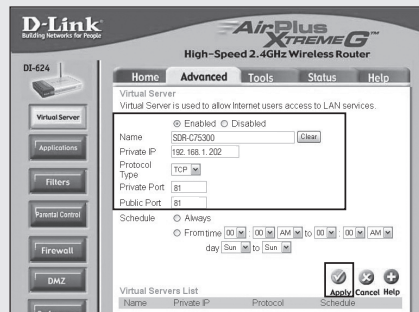 D-Link
Building Networks for People
AirPlus
XTREME G™
High-Speed 2.4GHz Wireless Router
DI-624
Home Advanced Tools Status Help
Virtual Server
Virtual Server is used to allow Internet users access to LAN services.
Enabled Disabled
Name SDR-C75300 Clear
Private IP 192. 168. 1. 202
Protocol Type TCP
Private Port 81
Public Port 81
Schedule Always
From time 00 : 00 AM to 00 : 00 AM
day Sun to Sun
Apply Cancel Help
Virtual Servers List
Name Private IP Protocol Schedule
Virtual Server
Applications
Filters
Parental Control
Firewall
DMZ